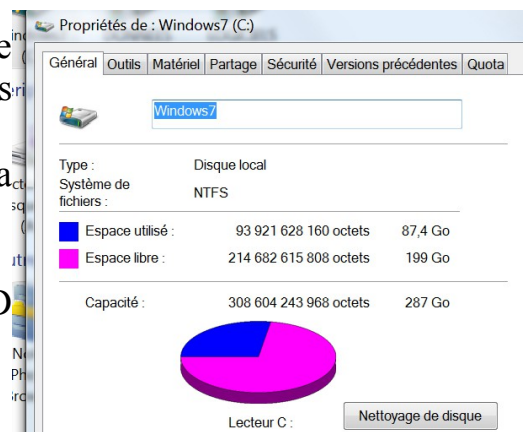 Propriétés de : Windows7 (C:)
Général Outils Matériel Partage Sécurité Versions précédentes Quota
Windows7
Type : Disque local
Système de fichiers : NTFS
Espace utilisé : 93 921 628 160 octets 87,4 Go
Espace libre : 214 682 615 808 octets 199 Go
Capacité : 308 604 243 968 octets 287 Go
Lecteur C : Nettoyage de disque